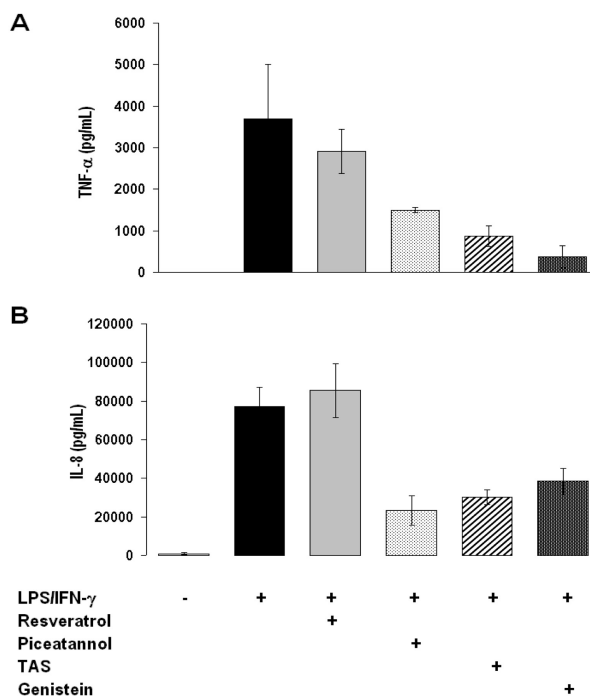 A
TNF-α (pg/mL)
6000
5000
4000
3000
2000
1000
0
B
IL-8 (pg/mL)
120000
100000
80000
60000
40000
20000
0
LPS/IFN-γ - + + + + +
Resveratrol +
Piceatannol +
TAS +
Genistein +